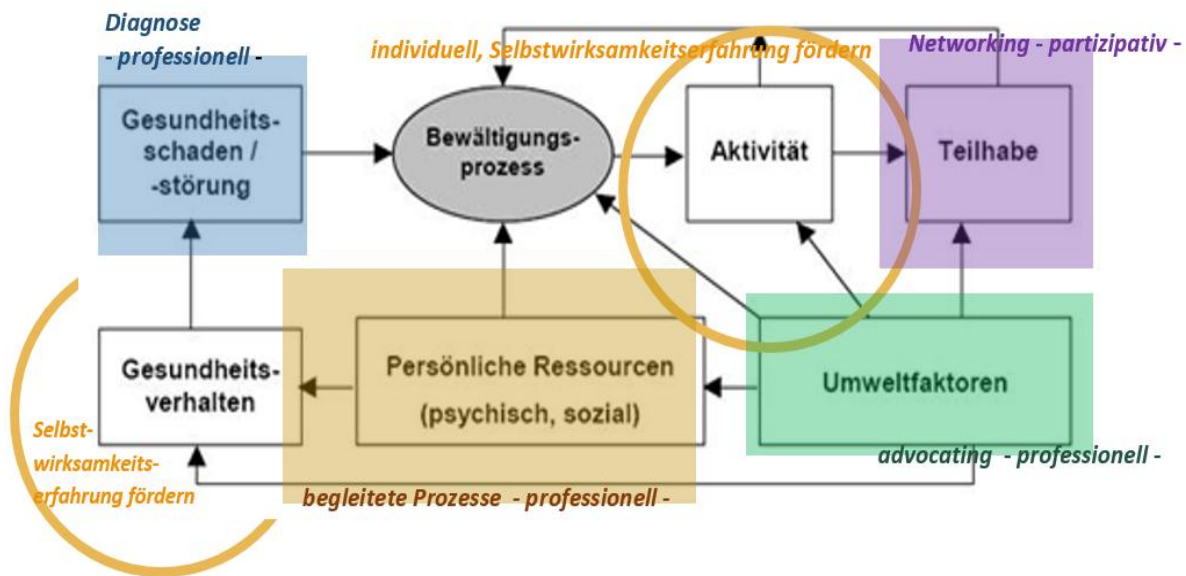 Diagnose
- professionell -
individuell, Selbstwirksamkeitserfahrung fördern
Networking - partizipativ -
Gesundheits-
schaden /
-störung
Bewältigungs-
prozess
Aktivität
Teilhabe
Gesundheits-
verhalten
Persönliche Ressourcen
(psychisch, sozial)
Umweltfaktoren
Selbst-
wirksamkeits-
erfahrung fördern
begleitete Prozesse - professionell -
advocating - professionell -